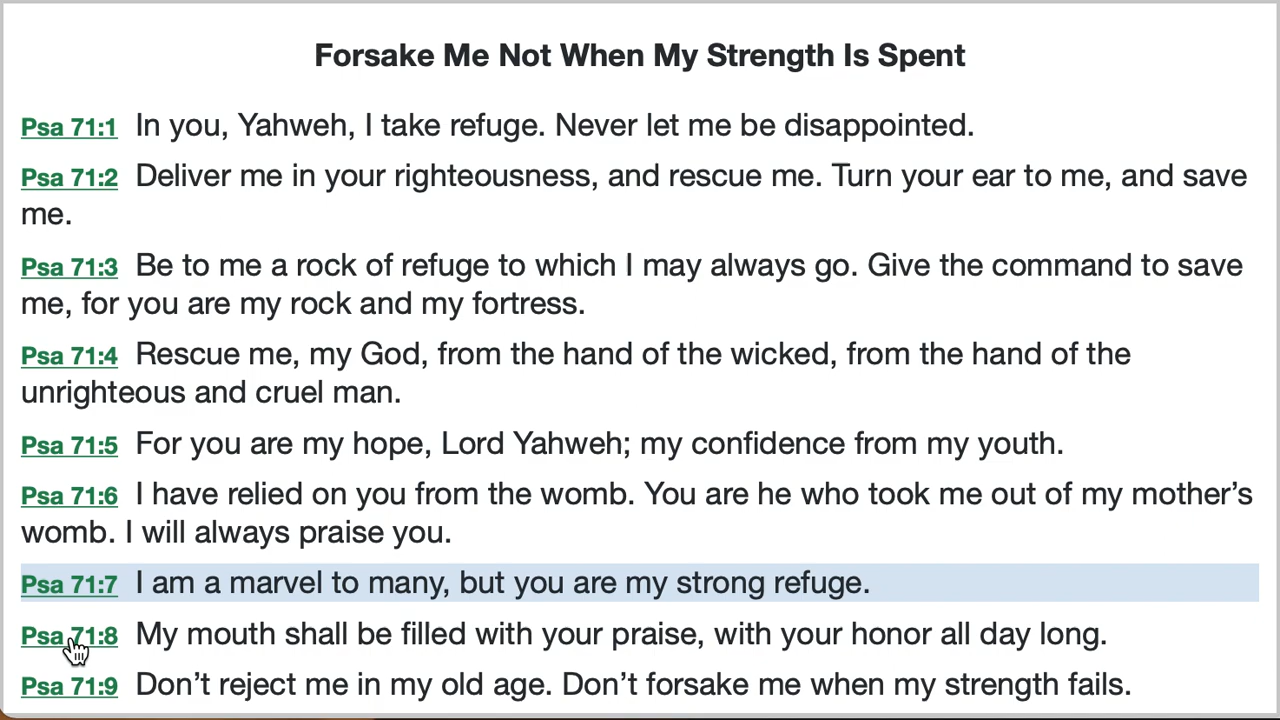 Forsake Me Not When My Strength Is Spent
Psa 71:1 In you, Yahweh, I take refuge. Never let me be disappointed.
Psa 71:2 Deliver me in your righteousness, and rescue me. Turn your ear to me, and save
me.
Psa 71:3 Be to me a rock of refuge to which I may always go. Give the command to save
me, for you are my rock and my fortress.
Psa 71:4 Rescue me, my God, from the hand of the wicked, from the hand of the
unrighteous and cruel man.
Psa 71:5 For you are my hope, Lord Yahweh; my confidence from my youth.
Psa 71:6 I have relied on you from the womb. You are he who took me out of my mother’s
womb. I will always praise you.
Psa 71:7 I am a marvel to many, but you are my strong refuge.
Psa 71:8 My mouth shall be filled with your praise, with your honor all day long.
Psa 71:9 Don’t reject me in my old age. Don’t forsake me when my strength fails.